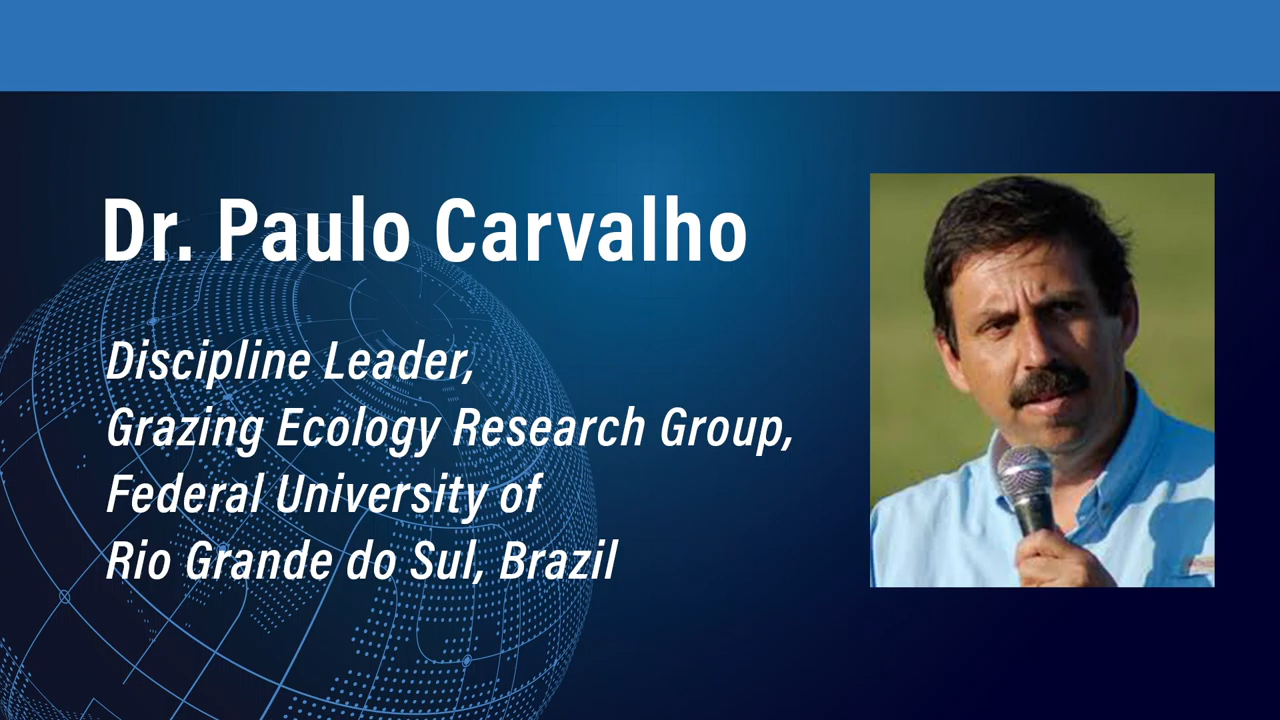 Dr. Paulo Carvalho
Discipline Leader,
Grazing Ecology Research Group,
Federal University of
Rio Grande do Sul, Brazil